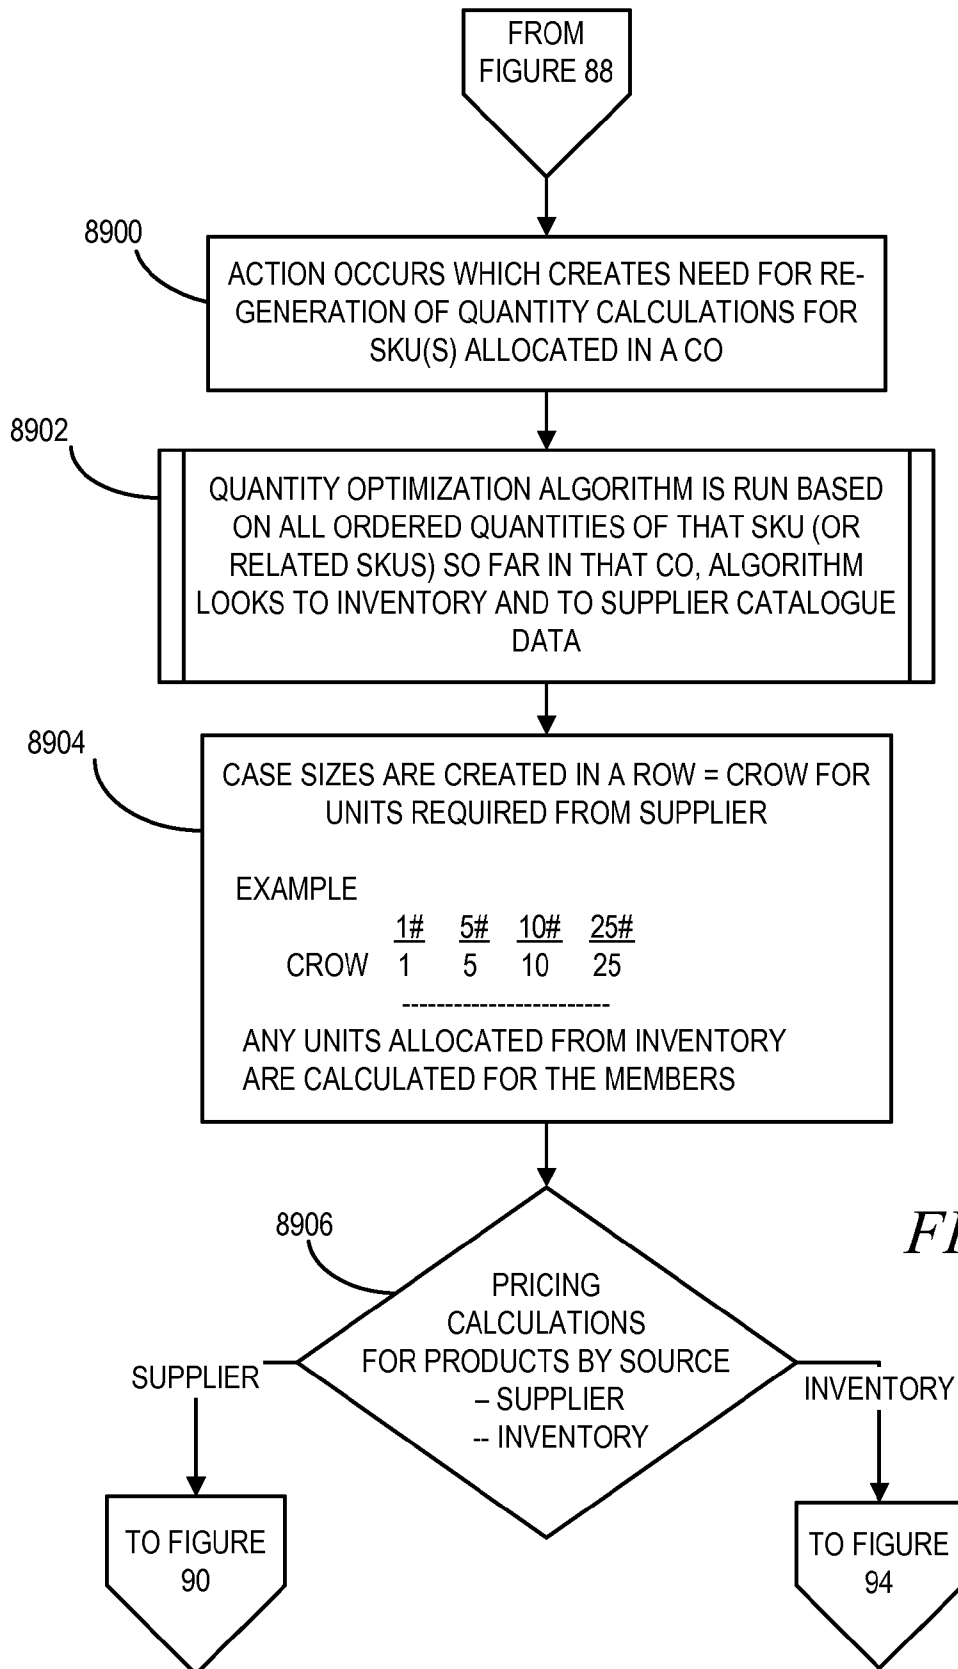 FROM
FIGURE 88
8900
ACTION OCCURS WHICH CREATES NEED FOR RE-
GENERATION OF QUANTITY CALCULATIONS FOR
SKU(S) ALLOCATED IN A CO
8902
QUANTITY OPTIMIZATION ALGORITHM IS RUN BASED
ON ALL ORDERED QUANTITIES OF THAT SKU (OR
RELATED SKUS) SO FAR IN THAT CO, ALGORITHM
LOOKS TO INVENTORY AND TO SUPPLIER CATALOGUE
DATA
8904
CASE SIZES ARE CREATED IN A ROW = CROW FOR
UNITS REQUIRED FROM SUPPLIER
EXAMPLE
1# 5# 10# 25#
CROW 1 5 10 25
------------------------
ANY UNITS ALLOCATED FROM INVENTORY
ARE CALCULATED FOR THE MEMBERS
8906
PRICING
CALCULATIONS
FOR PRODUCTS BY SOURCE
– SUPPLIER
-- INVENTORY
SUPPLIER
INVENTORY
TO FIGURE
90
TO FIGURE
94